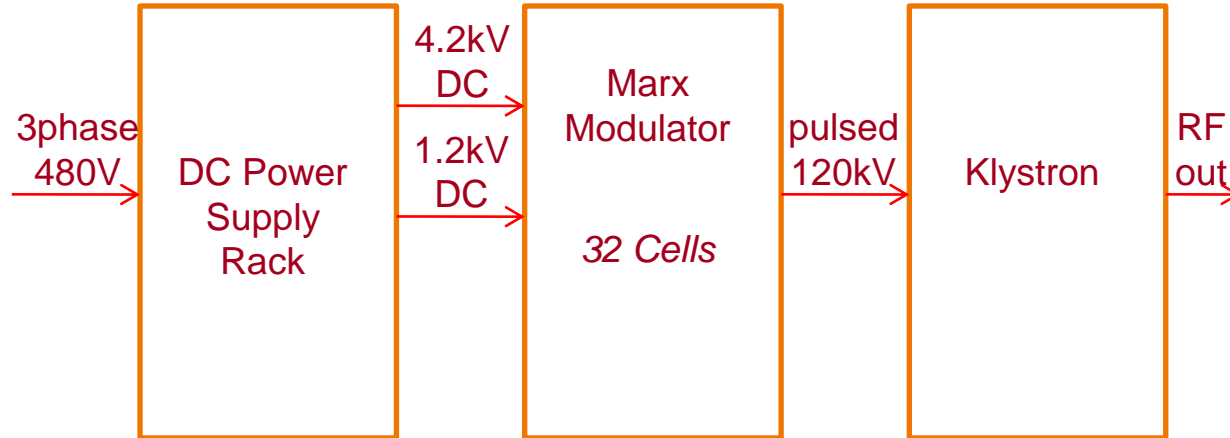 3phase
480V
DC Power
Supply
Rack
4.2kV
DC
1.2kV
DC
Marx
Modulator
32 Cells
pulsed
120kV
Klystron
RF
out